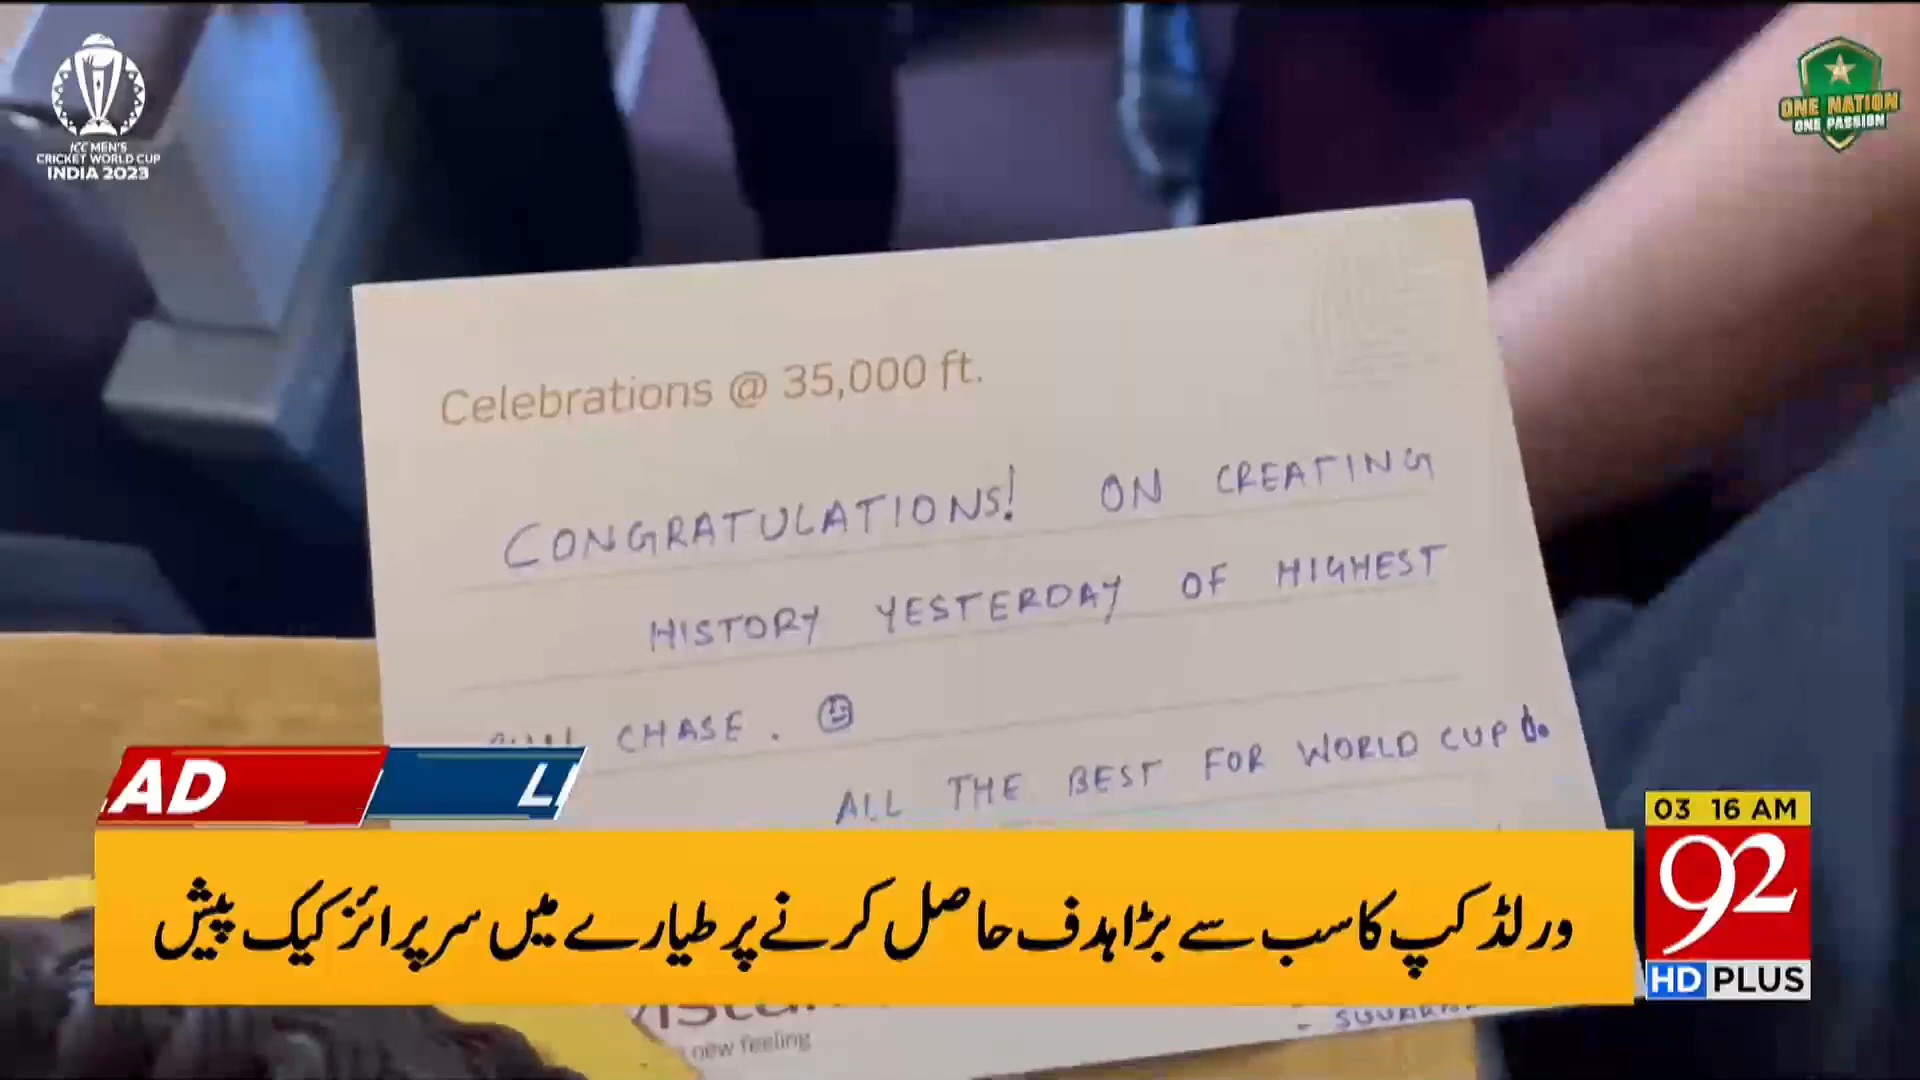 ICC MEN'S
CRICKET WORLD CUP
INDIA 2023
ONE NATION
ONE PASSION
Celebrations @ 35,000 ft.
CONGRATULATIONS! ON CREATING
HISTORY YESTERDAY OF HIGHEST
CHASE.
ALL THE BEST FOR WORLD CUP
AD
03 16 AM
92
HD PLUS
ورلڈ کپ کا سب سے بڑا ہدف حاصل کرنے پر طیارے میں سرپرائز کیک پیش
new feeling